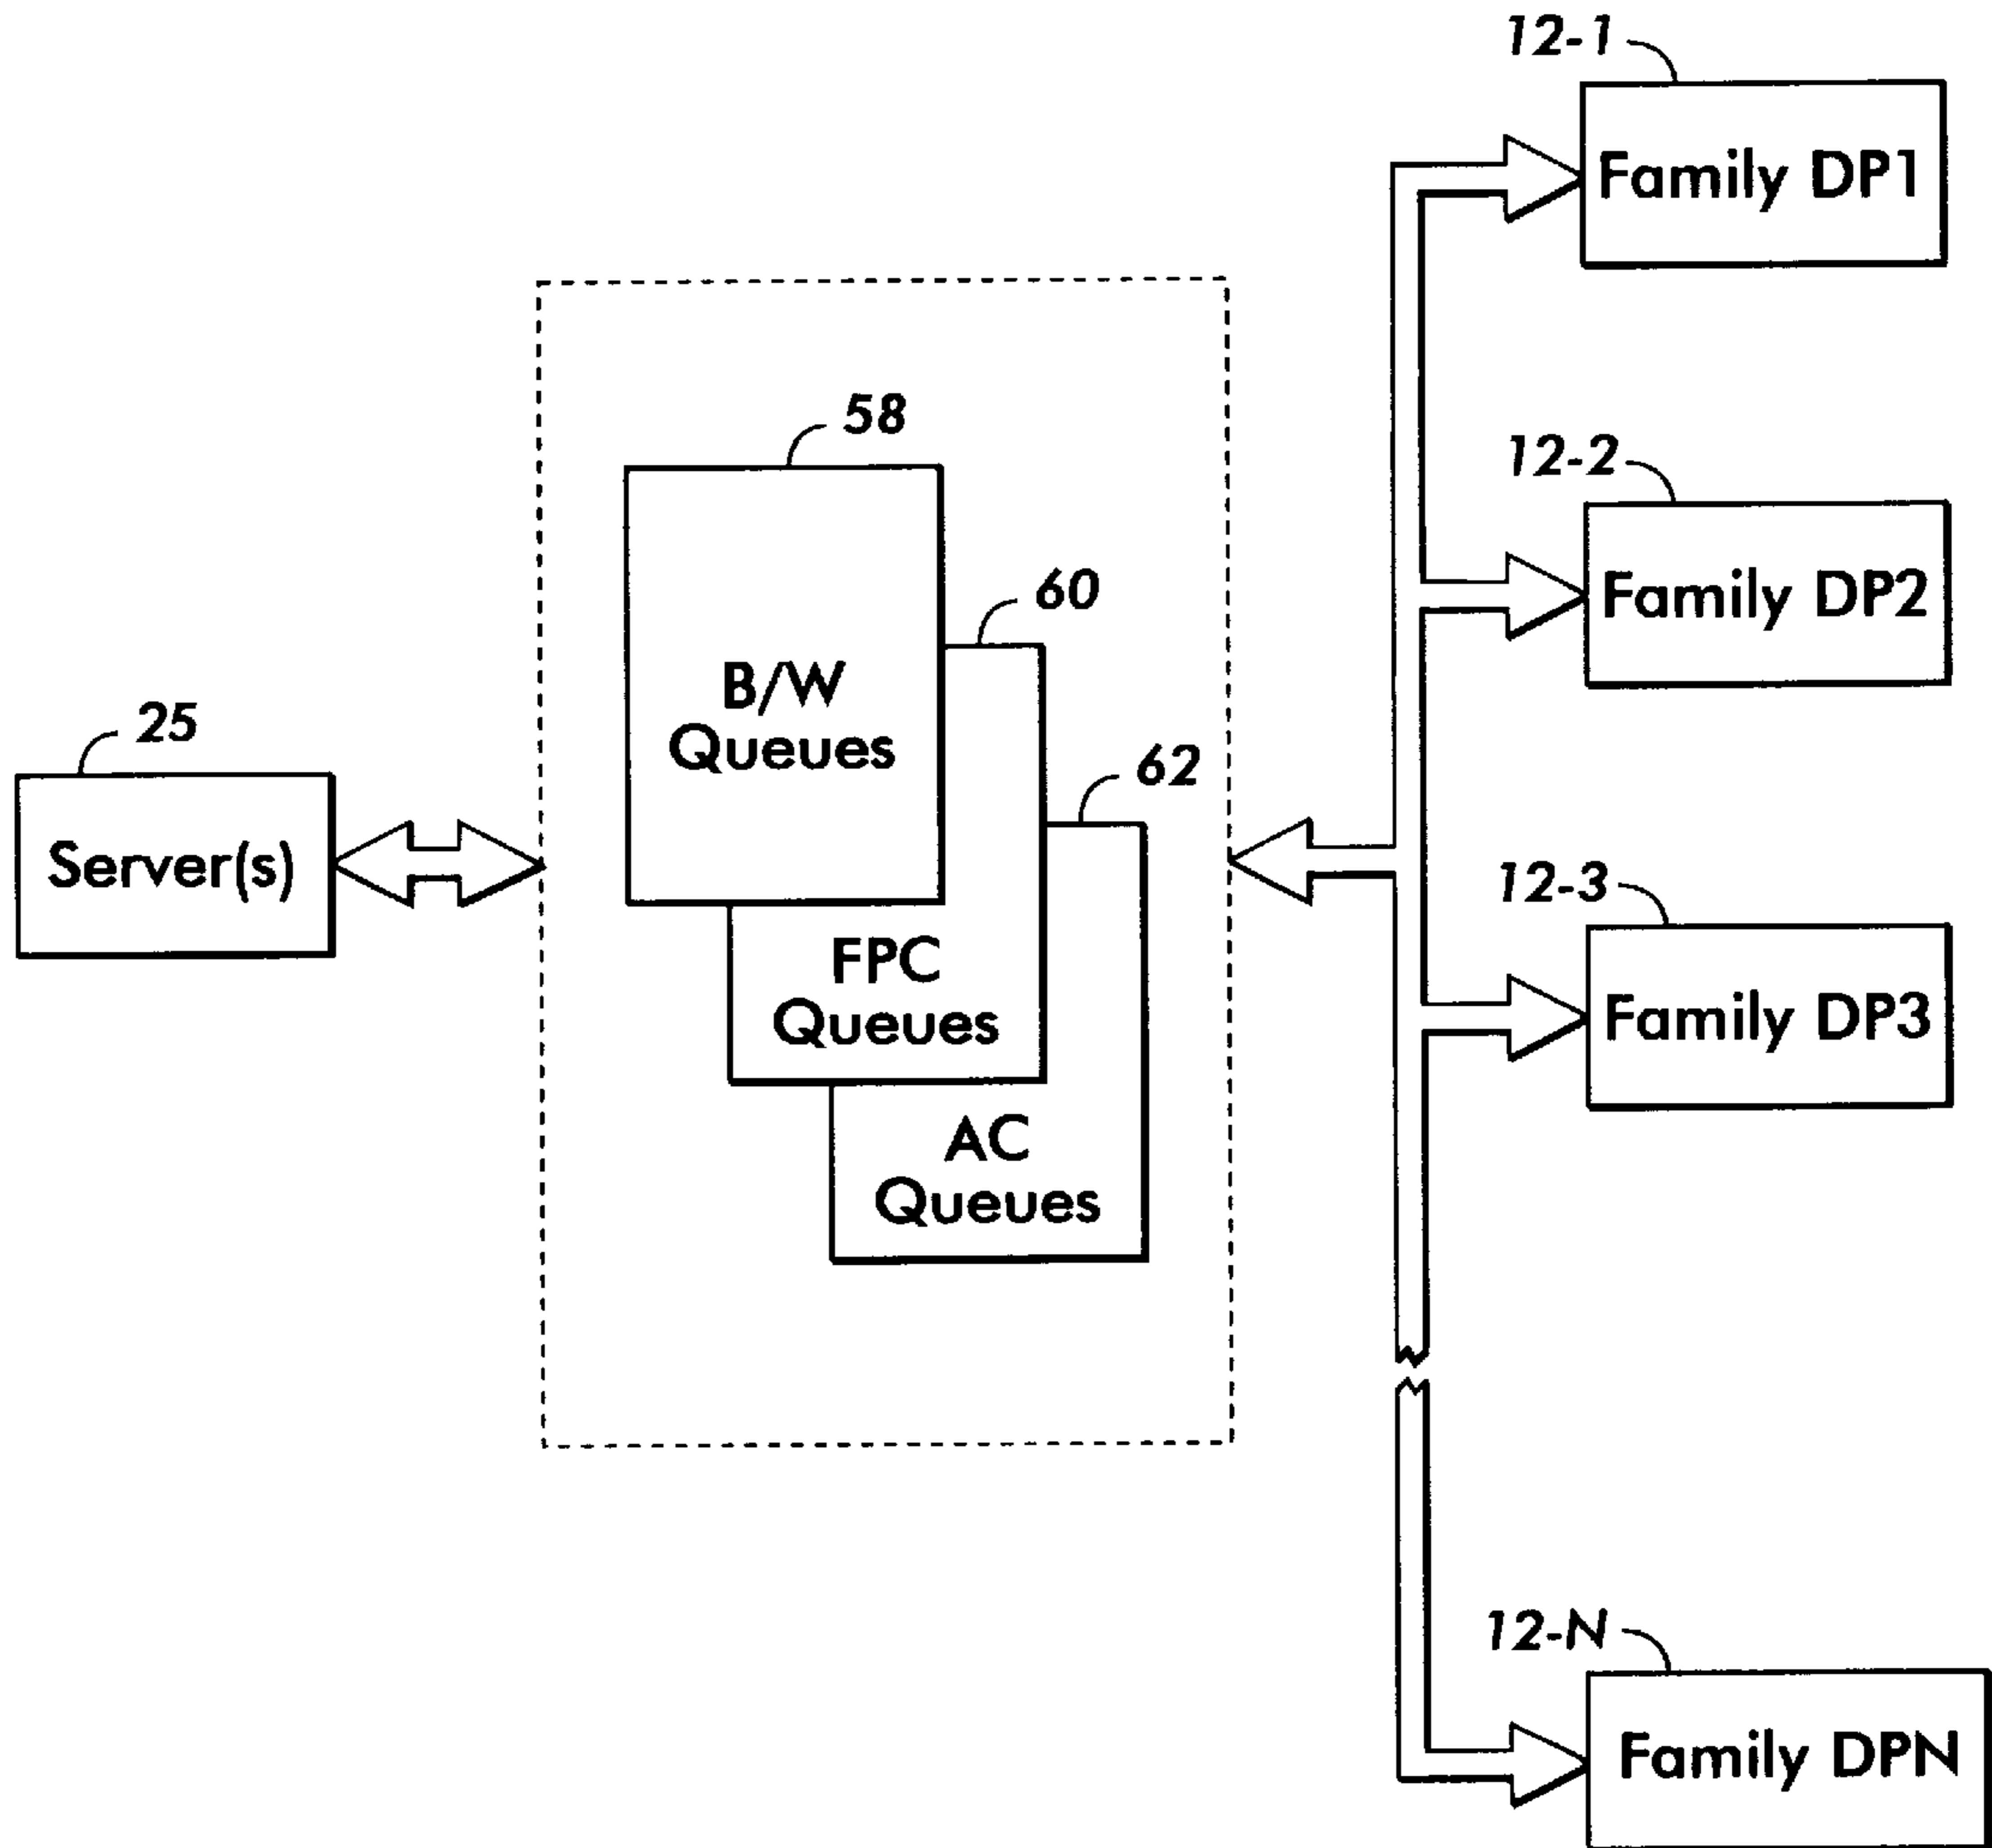 12-1
Family DP1
58
12-2
60
Family DP2
B/W
Queues
25
62
Server(s)
12-3
FPC
Queues
Family DP3
AC
Queues
12-N
Family DPN